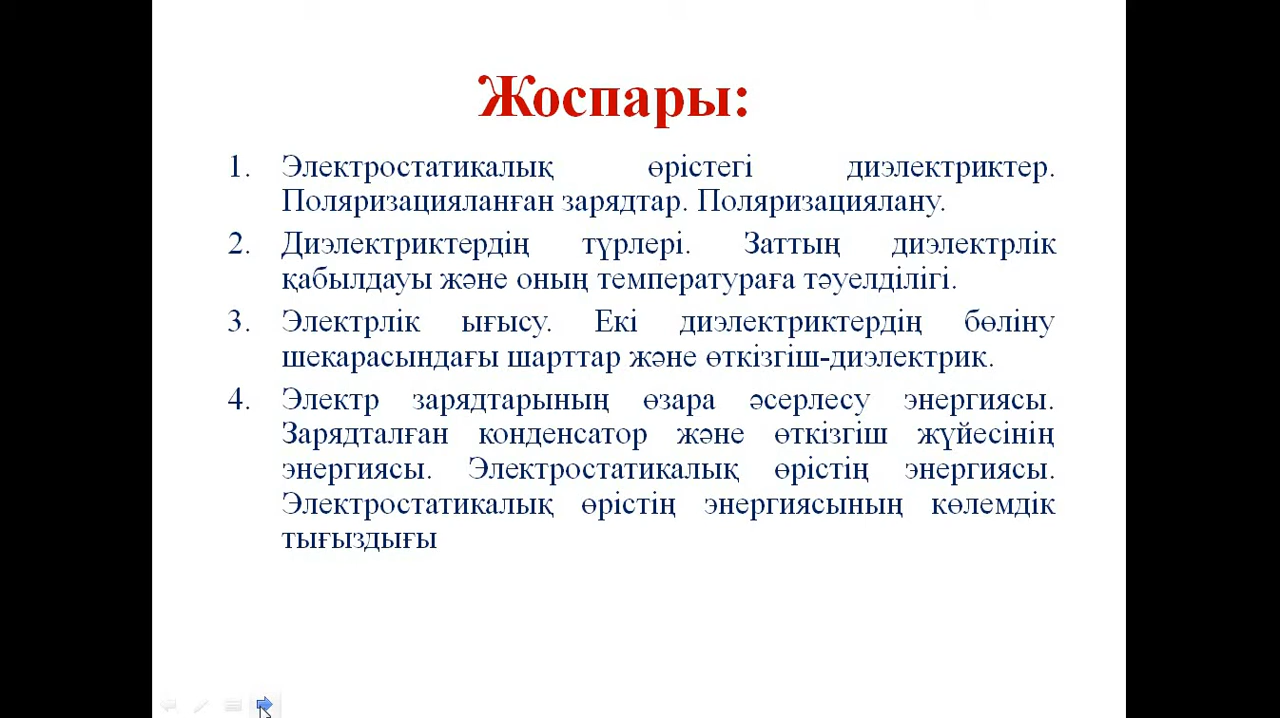 Жоспары:
1. Электростатикалық өрістегі диэлектриктер.
Поляризацияланған зарядтар. Поляризациялану.
2. Диэлектриктердің түрлері. Заттың диэлектрлік
қабылдауы және оның температураға тәуелділігі.
3. Электрлік ығысу. Екі диэлектриктердің бөліну
шекарасындағы шарттар және өткізгіш-диэлектрик.
4. Электр зарядтарының өзара әсерлесу энергиясы.
Зарядталған конденсатор және өткізгіш жүйесінің
энергиясы. Электростатикалық өрістің энергиясы.
Электростатикалық өрістің энергиясының көлемдік
тығыздығы